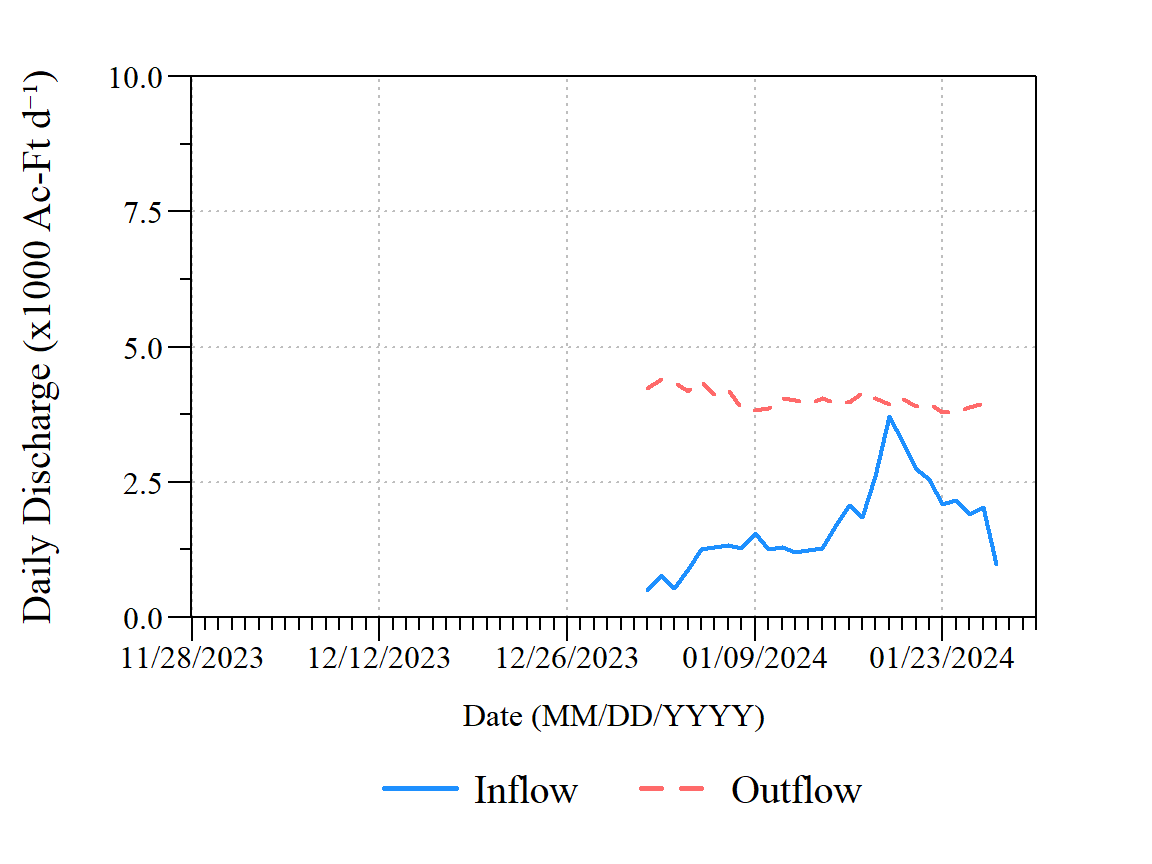 Daily Discharge (x1000 Ac-Ft d⁻¹)
10.0
7.5
5.0
2.5
0.0
11/28/2023 12/12/2023 12/26/2023 01/09/2024 01/23/2024
Date (MM/DD/YYYY)
Inflow Outflow